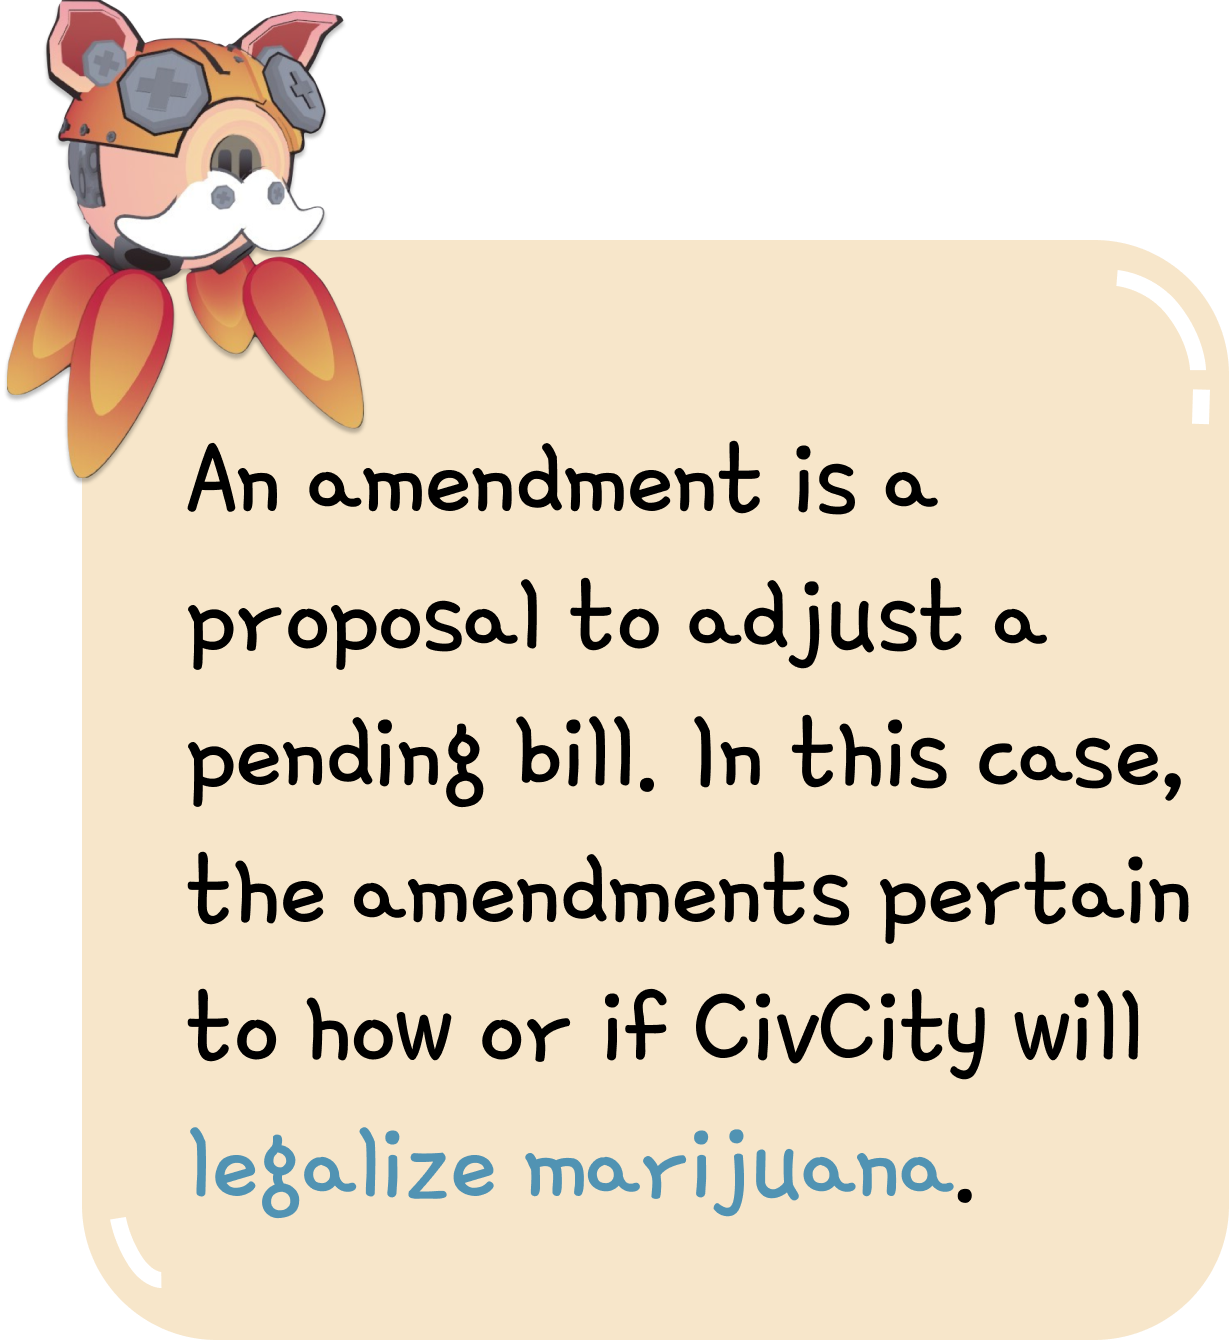 An amendment is a
proposal to adjust a
pending bill. In this case,
the amendments pertain
to how or if CivCity will
legalize marijuana.